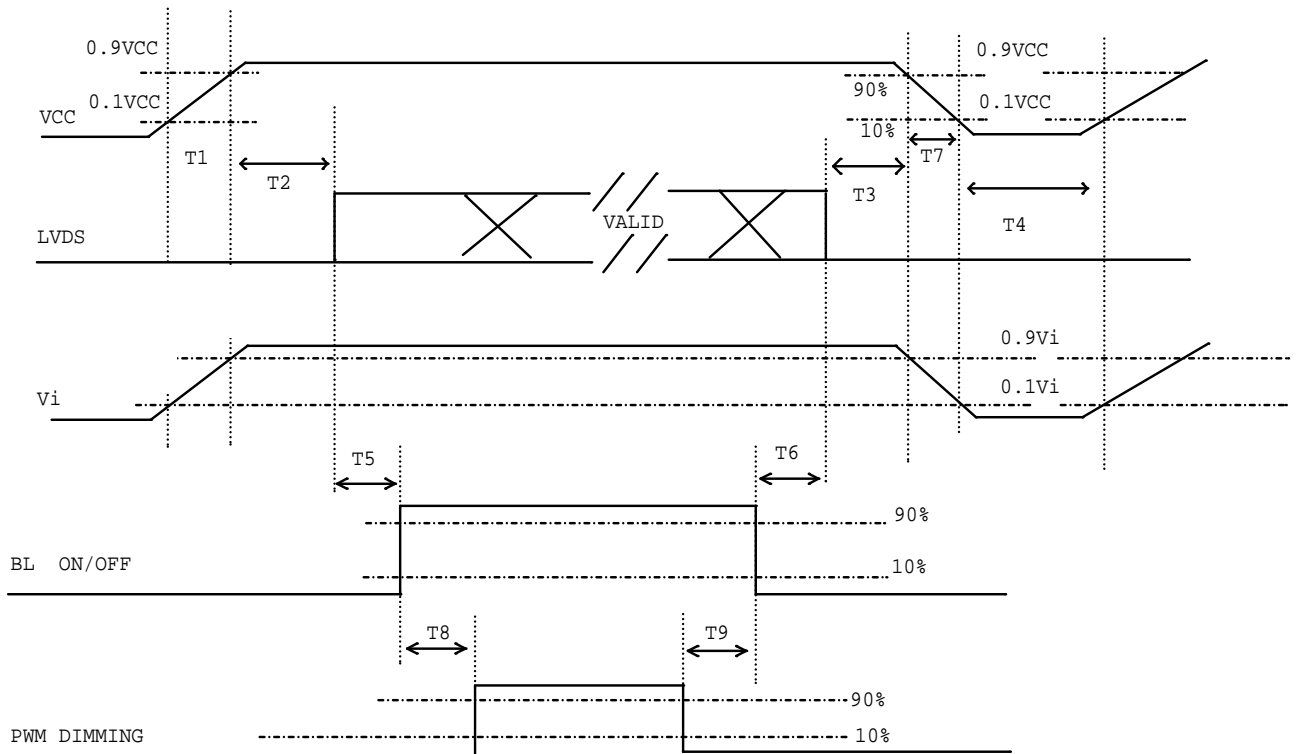 0.9VCC
0.9VCC
90%
0.1VCC
0.1VCC
VCC
10%
T1
T7
T2
T3
VALID
T4
LVDS
0.9Vi
0.1Vi
Vi
T5
T6
90%
BL ON/OFF
10%
T8
T9
90%
PWM DIMMING
10%